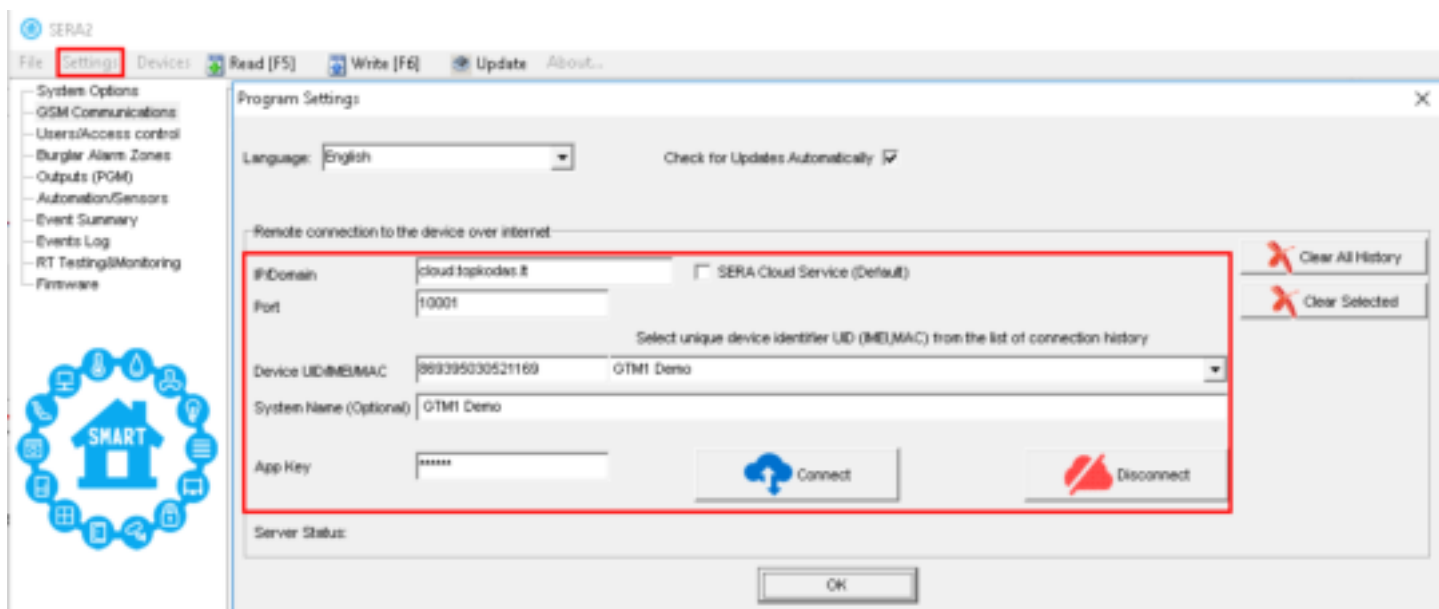 SERA2
File Settings Devices Read [F5] Write [F6] Update About...
System Options
GSM Communications
Users/Access control
Burglar Alarm Zones
Outputs (PGM)
Automation/Sensors
Event Summary
Events Log
RT Testing&Monitoring
Firmware
SMART
Program Settings
Language: English
Check for Updates Automatically
Remote connection to the device over internet
IP/Domain cloud.topkodas.lt SERA Cloud Service (Default)
Port 10001
Select unique device identifier UID (IMEI,MAC) from the list of connection history
Device UID/IMEI/MAC 869395030521169 GTM1 Demo
System Name (Optional) GTM1 Demo
App Key ******
Connect
Disconnect
Clear All History
Clear Selected
Server Status:
OK